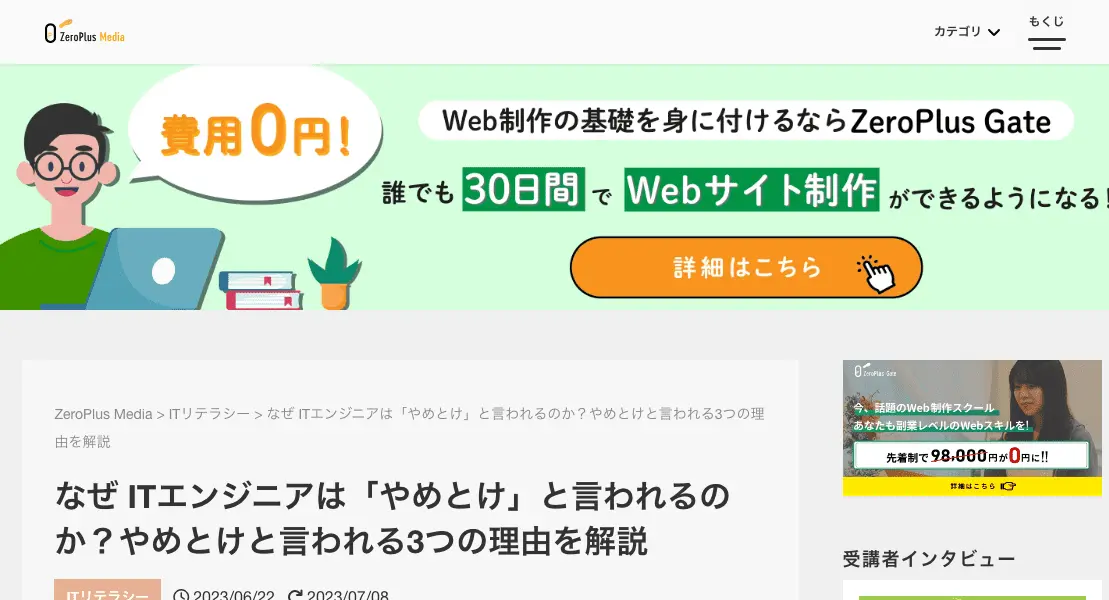 ZeroPlus Media
カテゴリ
もくじ
費用0円!
Web制作の基礎を身に付けるならZeroPlus Gate
誰でも 30日間 で Webサイト制作 ができるようになる!
詳細はこちら
ZeroPlus Media > ITリテラシー > なぜ ITエンジニアは「やめとけ」と言われるのか？やめとけと言われる3つの理
由を解説
なぜ ITエンジニアは「やめとけ」と言われるの
か？やめとけと言われる3つの理由を解説
ITリテラシー 2023/06/22 2023/07/08
ZeroPlus Gate
今、話題のWeb制作スクール
あなたも副業レベルのWebスキルを!
先着制で 98,000円が0円に!!
詳細はこちら
受講者インタビュー